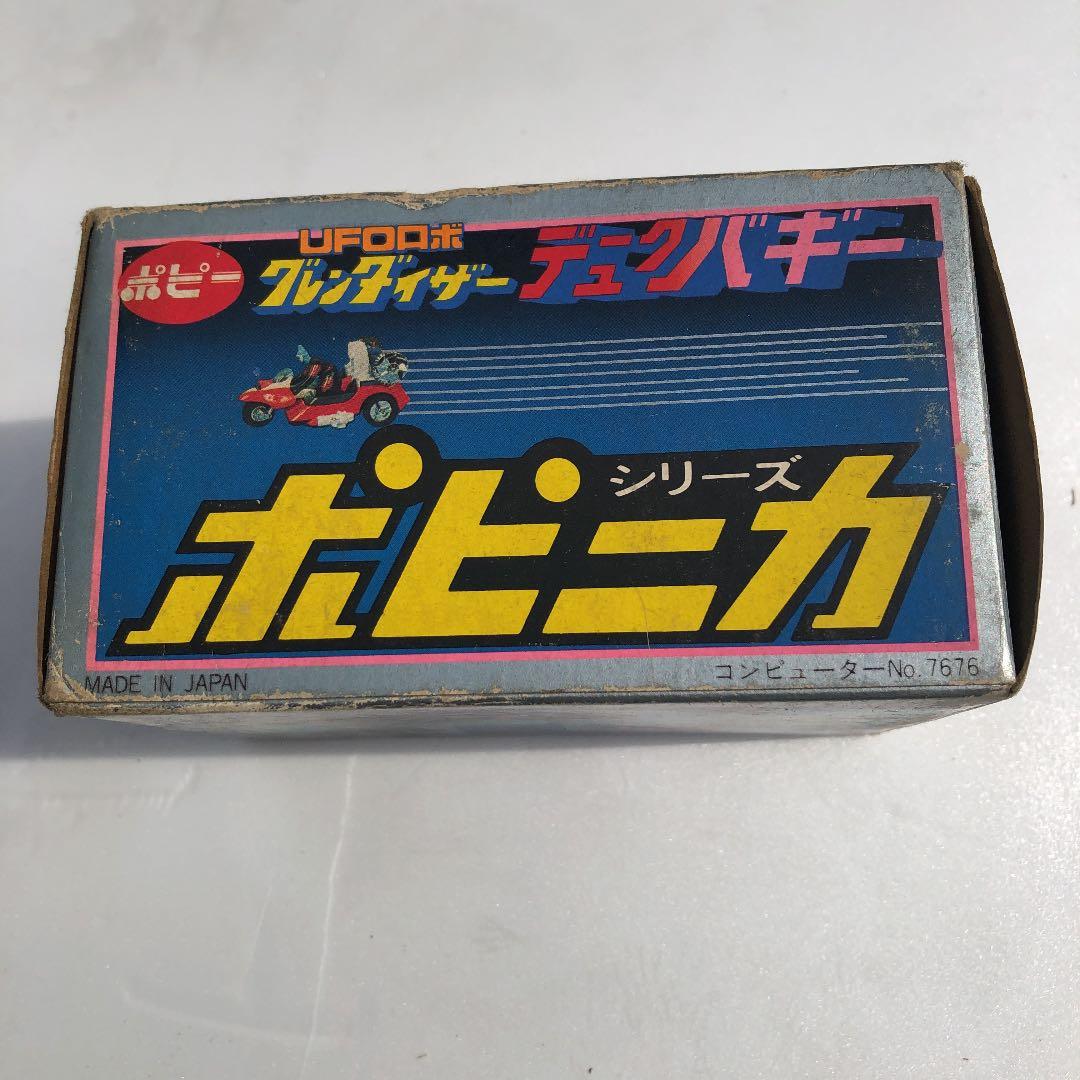 ポピー
UFOロボ
グレンダイザー
デュークバギー
シリーズ
ポピニカ
MADE IN JAPAN
コンピューターNo.7676